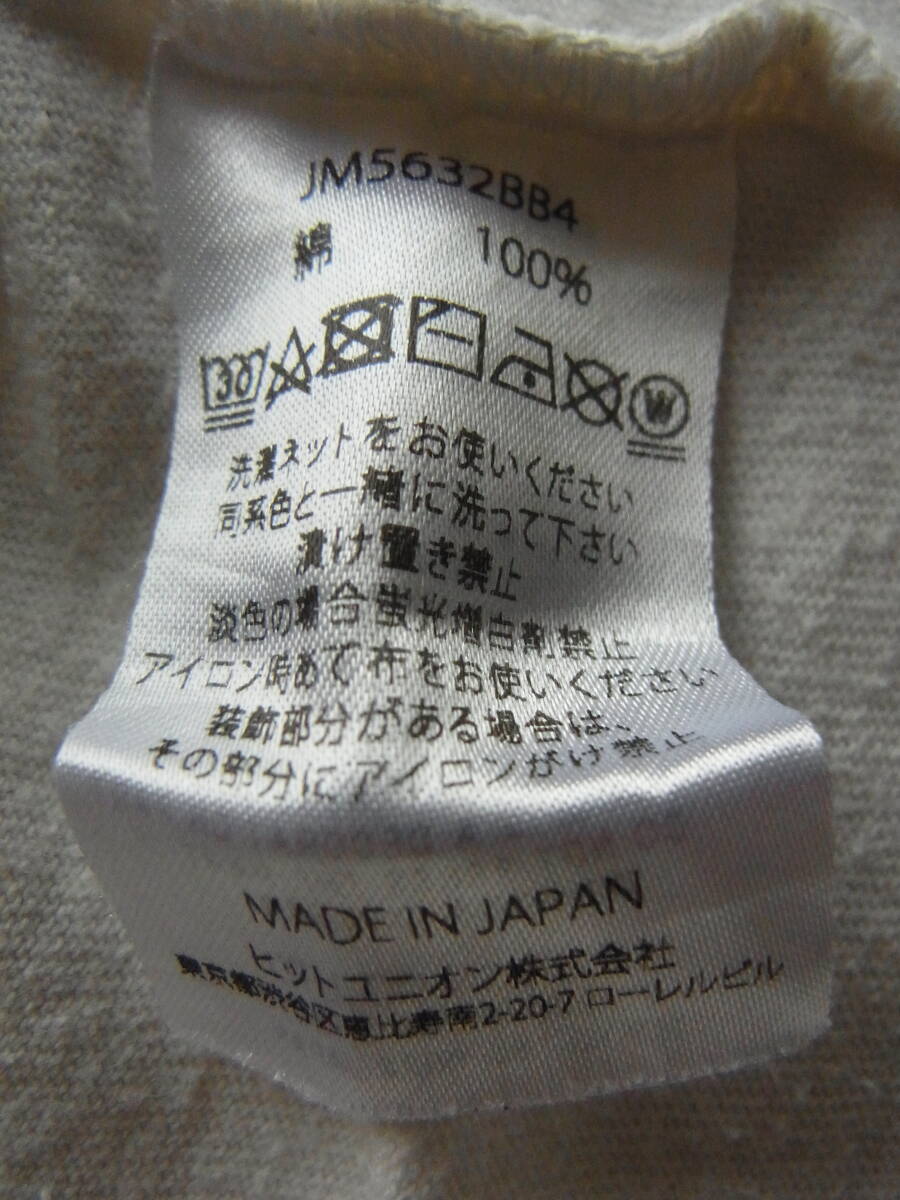 JM5632BB4
綿 100%
洗濯ネットをお使いください
同系色と一緒に洗って下さい
漬け置き禁止
淡色の場合蛍光増白剤禁止
アイロン時あて布をお使いください
装飾部分がある場合は、
その部分にアイロンがけ禁止
MADE IN JAPAN
ヒットユニオン株式会社
東京都渋谷区恵比寿南2-20-7 ローレルビル